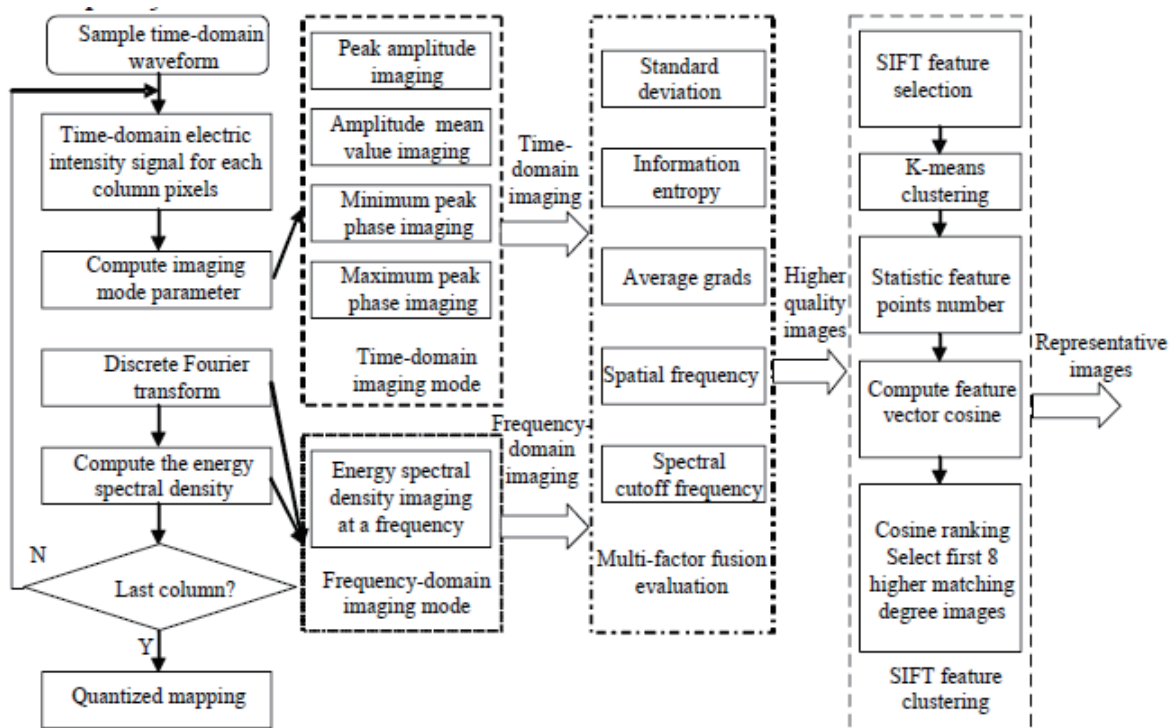 Sample time-domain
waveform
Time-domain electric
intensity signal for each
column pixels
Compute imaging
mode parameter
Discrete Fourier
transform
Compute the energy
spectral density
N
Last column?
Y
Quantized mapping
Peak amplitude
imaging
Amplitude mean
value imaging
Minimum peak
phase imaging
Maximum peak
phase imaging
Time-domain
imaging mode
Energy spectral
density imaging
at a frequency
Frequency-domain
imaging mode
Time-
domain
imaging
Frequency-
domain
imaging
Standard
deviation
Information
entropy
Average grads
Spatial frequency
Spectral
cutoff frequency
Multi-factor fusion
evaluation
Higher
quality
images
SIFT feature
selection
K-means
clustering
Statistic feature
points number
Compute feature
vector cosine
Cosine ranking
Select first 8
higher matching
degree images
SIFT feature
clustering
Representative
images